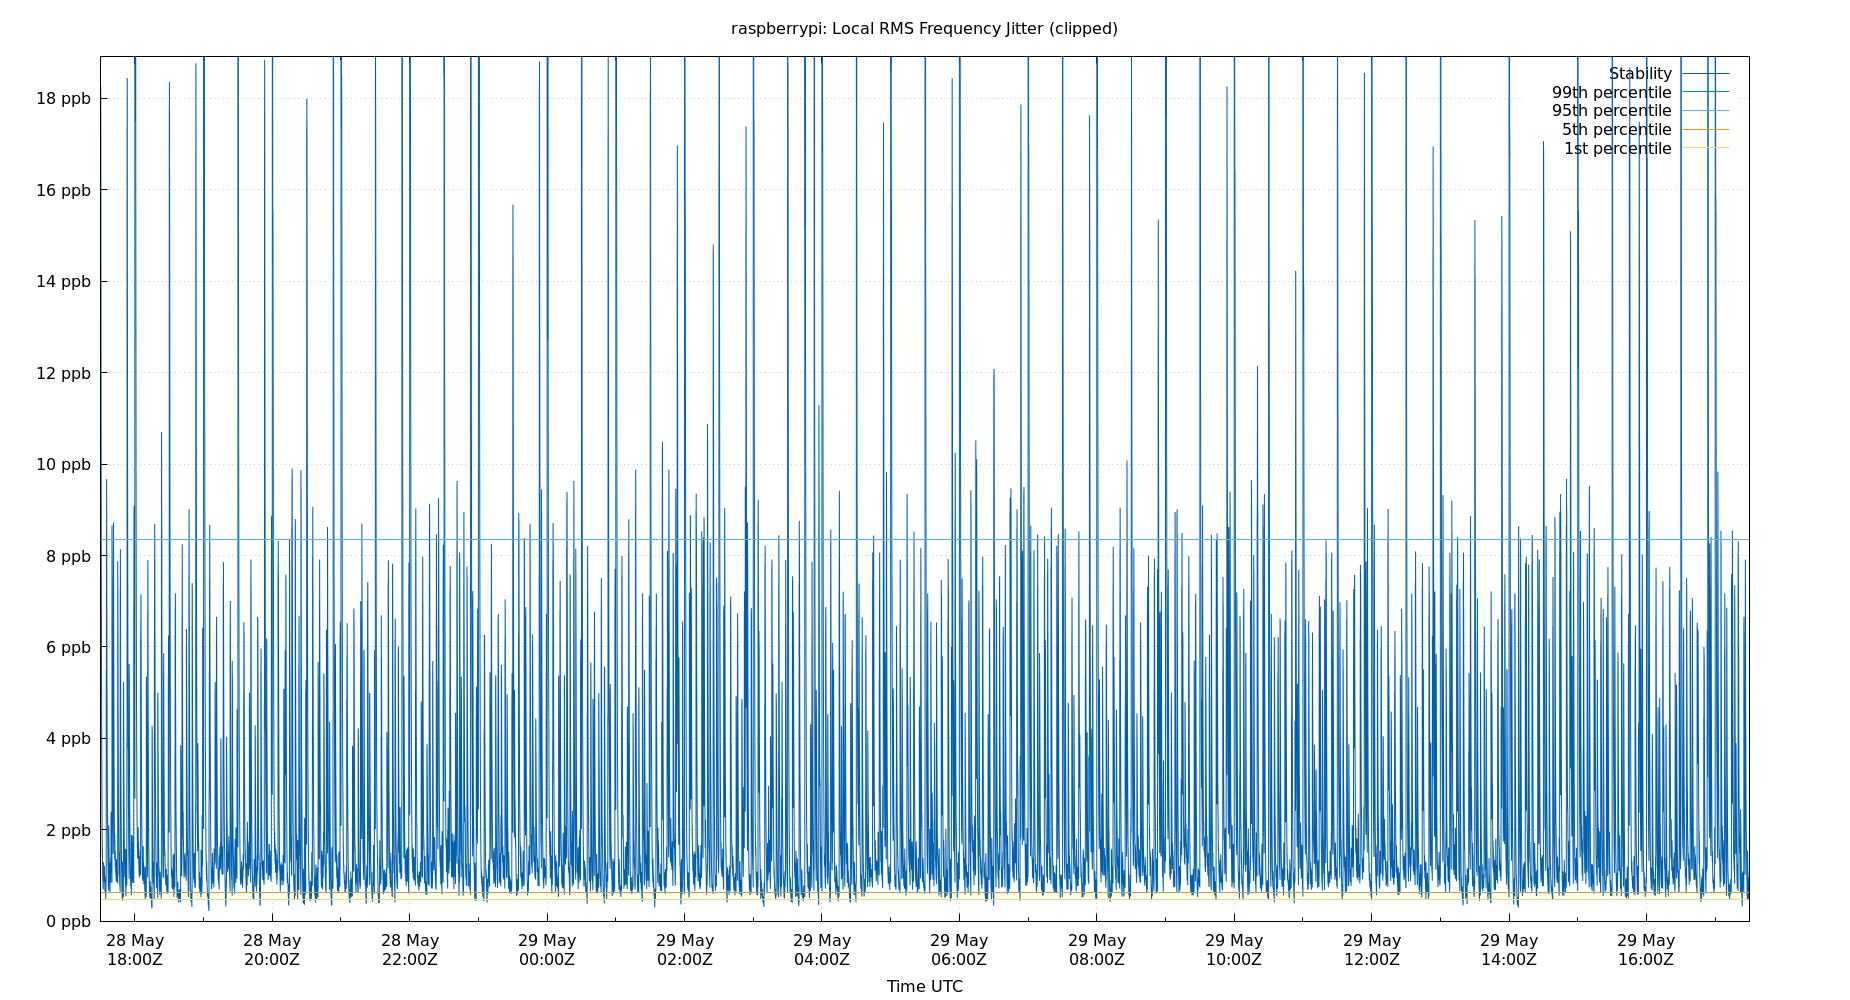 raspberrypi: Local RMS Frequency Jitter (clipped)
Stability
99th percentile
95th percentile
5th percentile
1st percentile
18 ppb
16 ppb
14 ppb
12 ppb
10 ppb
8 ppb
6 ppb
4 ppb
2 ppb
0 ppb
28 May 28 May 28 May 29 May 29 May 29 May 29 May 29 May 29 May 29 May 29 May 29 May
18:00Z 20:00Z 22:00Z 00:00Z 02:00Z 04:00Z 06:00Z 08:00Z 10:00Z 12:00Z 14:00Z 16:00Z
Time UTC